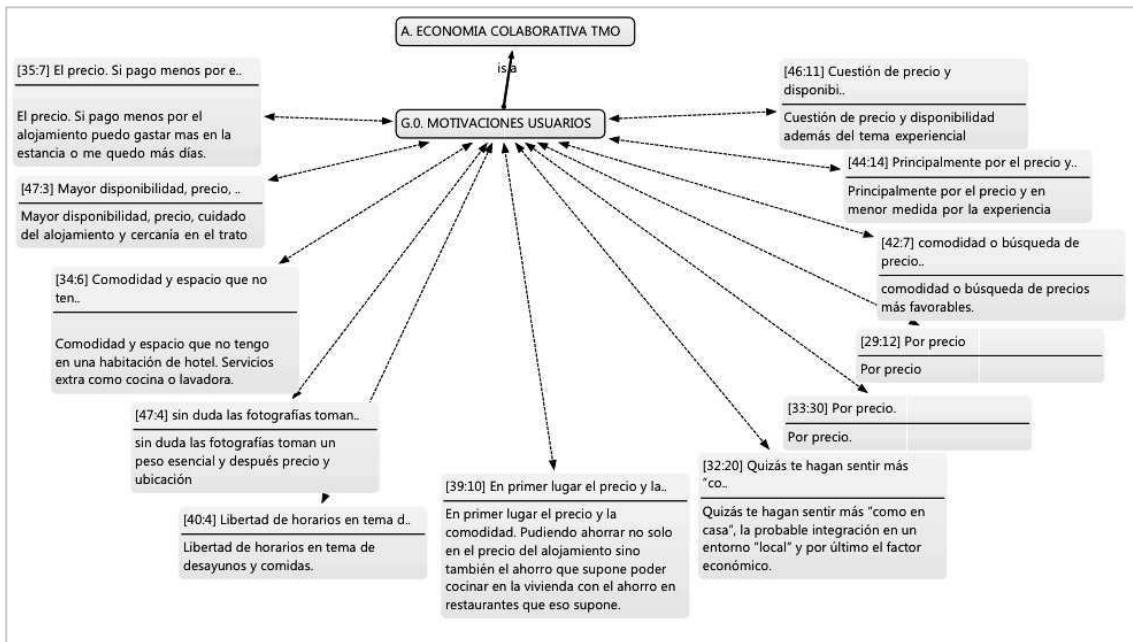 A. ECONOMIA COLABORATIVA TMO
is a
G.0. MOTIVACIONES USUARIOS
[35:7] El precio. Si pago menos por e..
El precio. Si pago menos por el
alojamiento puedo gastar mas en la
estancia o me quedo más días.
[47:3] Mayor disponibilidad, precio, ..
Mayor disponibilidad, precio, cuidado
del alojamiento y cercanía en el trato
[34:6] Comodidad y espacio que no
ten..
Comodidad y espacio que no tengo
en una habitación de hotel. Servicios
extra como cocina o lavadora.
[47:4] sin duda las fotografías toman..
sin duda las fotografías toman un
peso esencial y después precio y
ubicación
[40:4] Libertad de horarios en tema d..
Libertad de horarios en tema de
desayunos y comidas.
[39:10] En primer lugar el precio y la..
En primer lugar el precio y la
comodidad. Pudiendo ahorrar no solo
en el precio del alojamiento sino
también el ahorro que supone poder
cocinar en la vivienda con el ahorro en
restaurantes que eso supone.
[46:11] Cuestión de precio y
disponibi..
Cuestión de precio y disponibilidad
además del tema experiencial
[44:14] Principalmente por el precio y..
Principalmente por el precio y en
menor medida por la experiencia
[42:7] comodidad o búsqueda de
precio..
comodidad o búsqueda de precios
más favorables.
[29:12] Por precio
Por precio
[33:30] Por precio.
Por precio.
[32:20] Quizás te hagan sentir más
“co..
Quizás te hagan sentir más “como en
casa”, la probable integración en un
entorno “local” y por último el factor
económico.